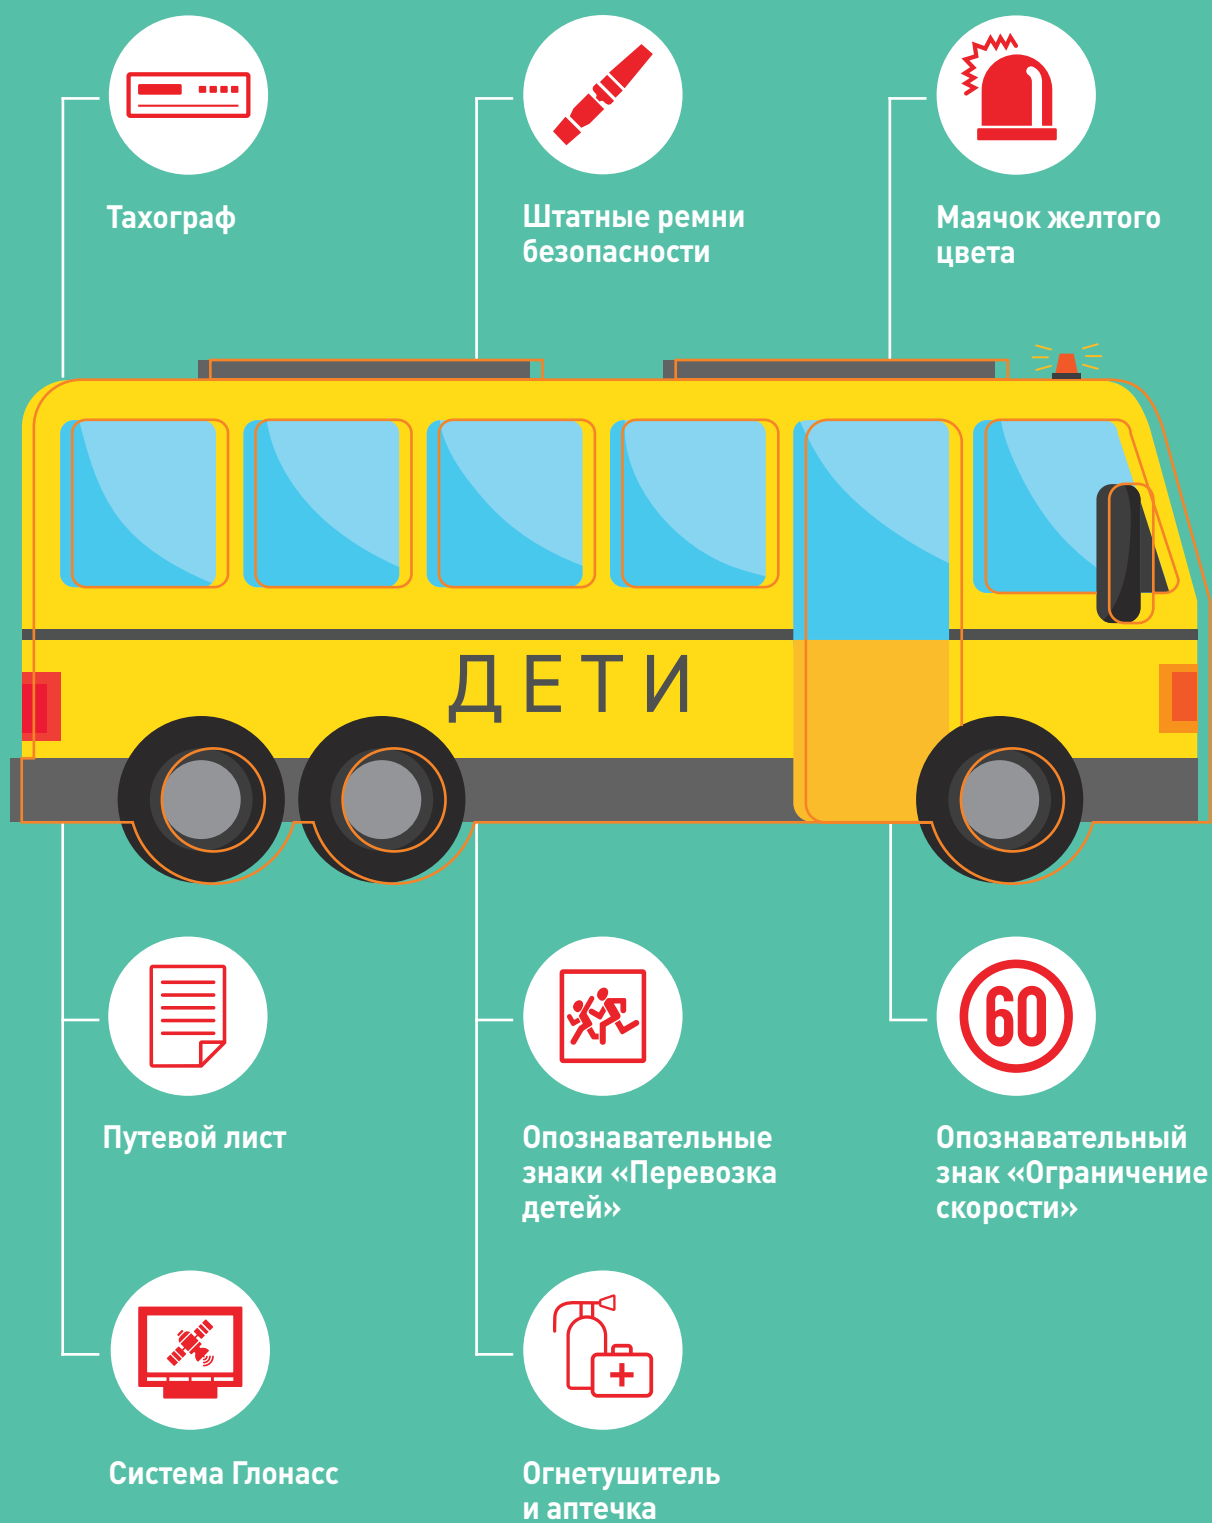 Тахограф
Штатные ремни
безопасности
Маячок желтого
цвета
ДЕТИ
Путевой лист
Опознавательные
знаки «Перевозка
детей»
60
Опознавательный
знак «Ограничение
скорости»
Система Глонасс
Огнетушитель
и аптечка